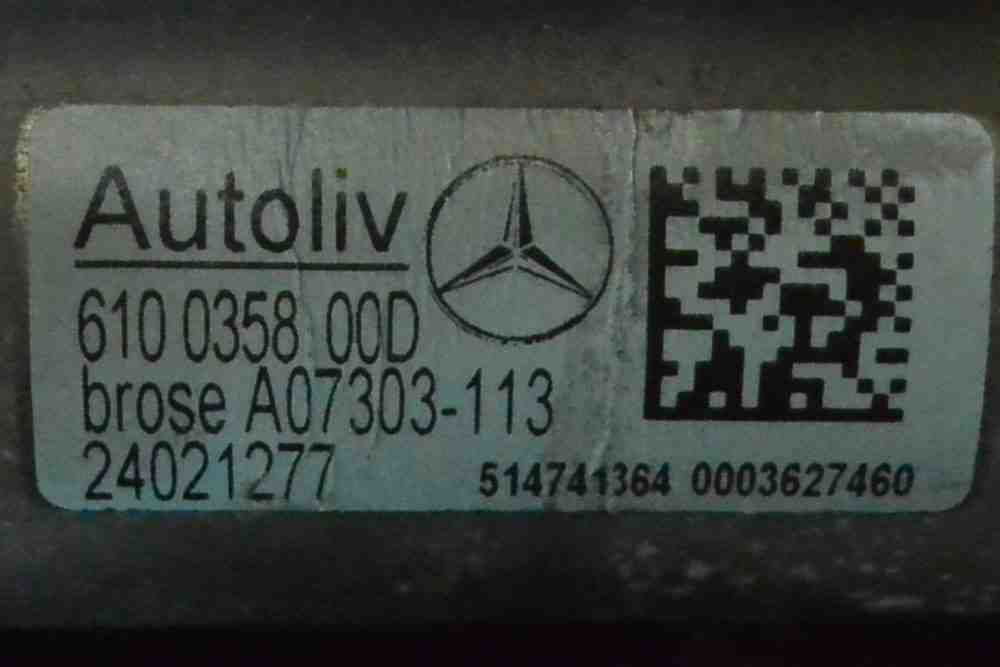 Autoliv
610 0358 00D
brose A07303-113
24021277
514741364 0003627460